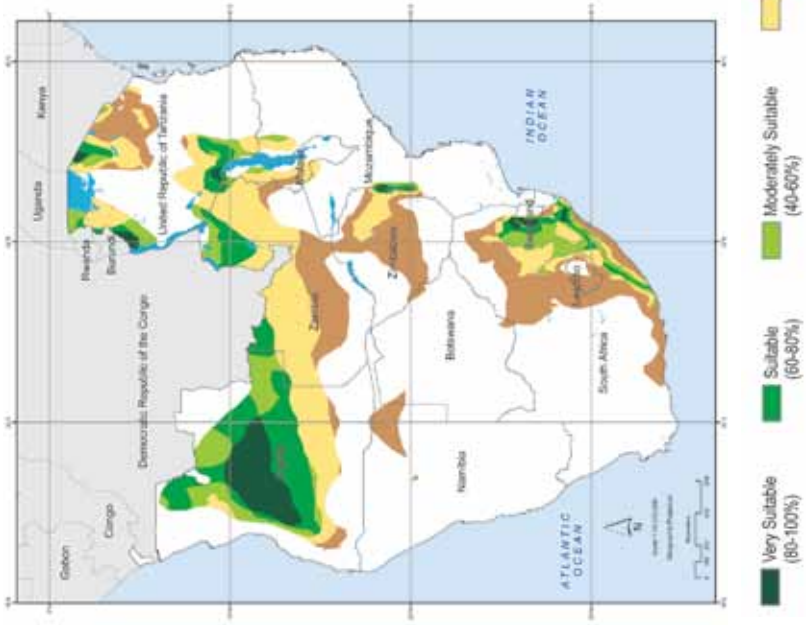 Uganda
Kenya
Gabon
Congo
Democratic Republic of the Congo
Rwanda
Burundi
United Republic of Tanzania
Zambia
Mozambique
Zimbabwe
Namibia
Botswana
South Africa
Lesotho
ATLANTIC
OCEAN
INDIAN
OCEAN
N
Very Suitable
(80-100%)
Suitable
(60-80%)
Moderately Suitable
(40-60%)